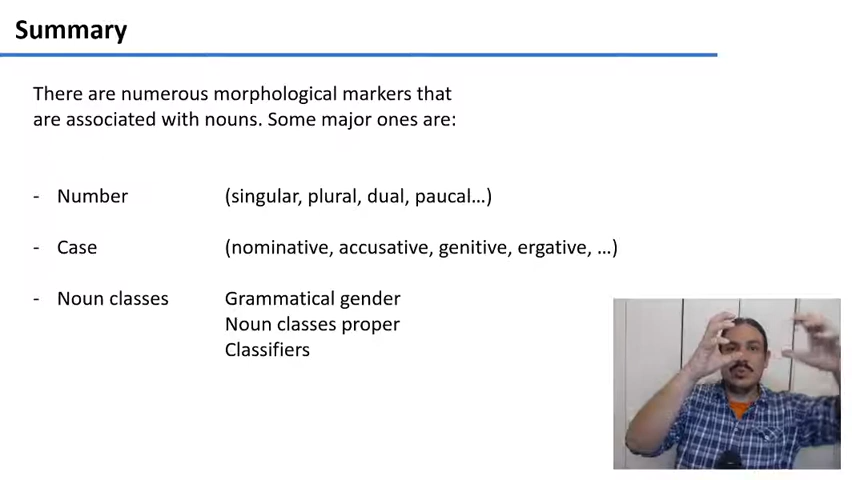 Summary
There are numerous morphological markers that
are associated with nouns. Some major ones are:
- Number (singular, plural, dual, paucal…)
- Case (nominative, accusative, genitive, ergative, …)
- Noun classes Grammatical gender
Noun classes proper
Classifiers